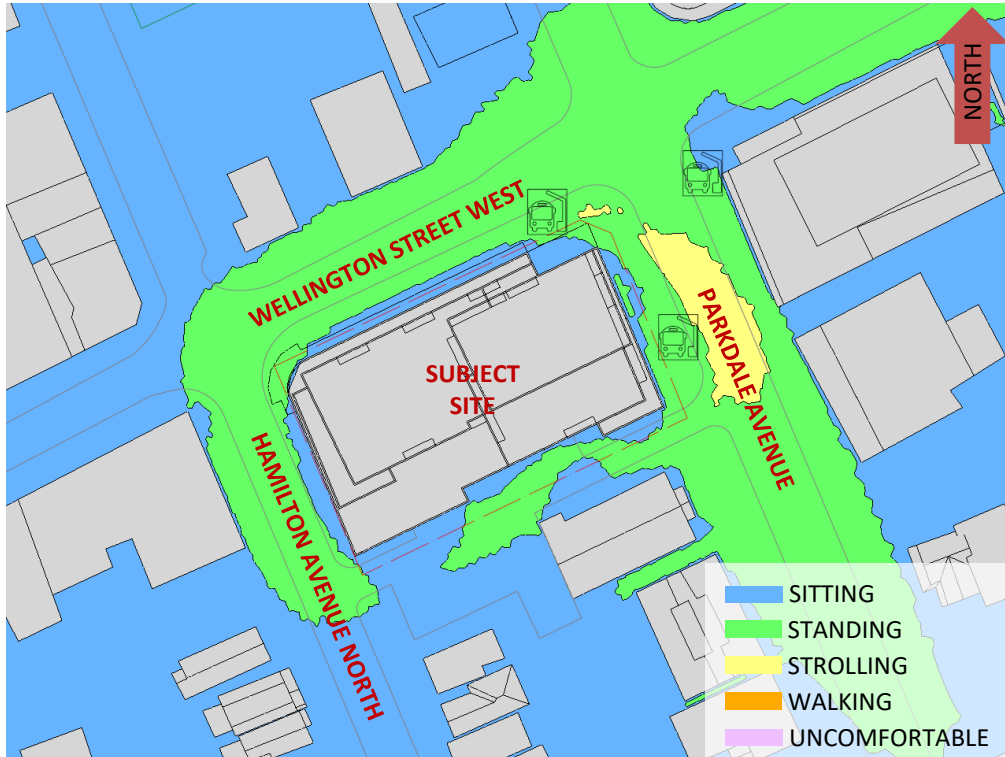 NORTH
WELLINGTON STREET WEST
SUBJECT
SITE
PARKDALE AVENUE
HAMILTON AVENUE NORTH
SITTING
STANDING
STROLLING
WALKING
UNCOMFORTABLE